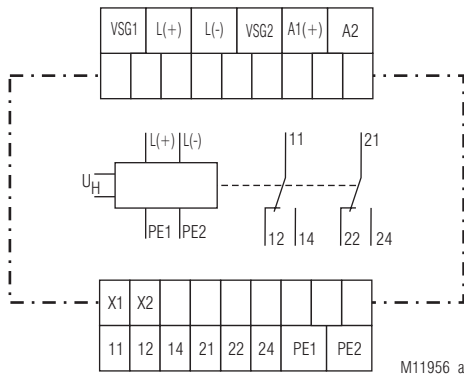 VSG1 L(+) L(-) VSG2 A1(+) A2
L(+) L(-) 11 21
UH
PE1 PE2 12 14 22 24
X1 X2
11 12 14 21 22 24 PE1 PE2
M11956_a